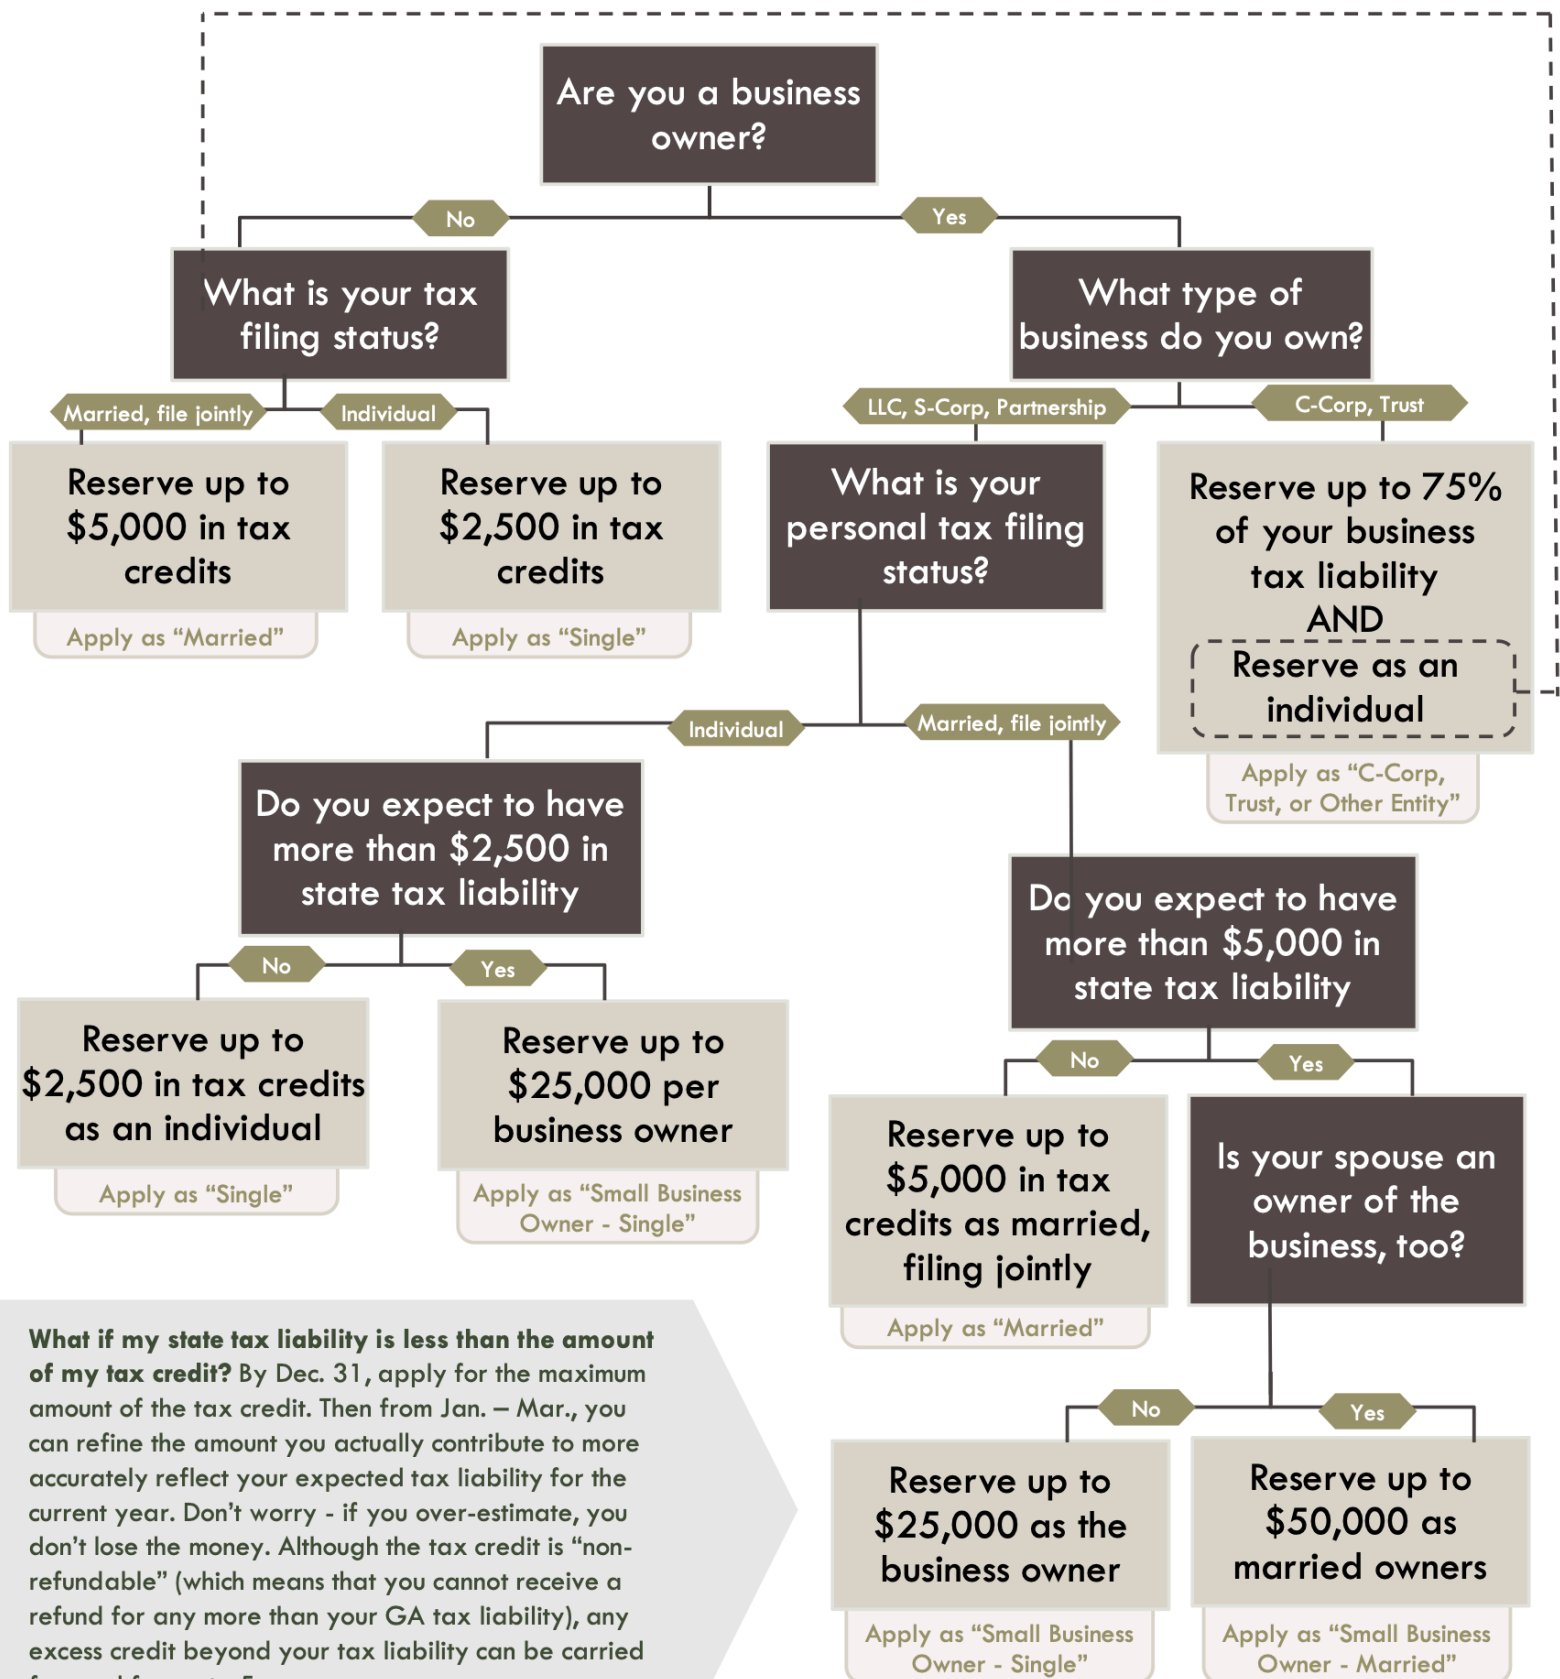 Are you a business
owner?
No
Yes
What is your tax
filing status?
What type of
business do you own?
Married, file jointly
Individual
LLC, S-Corp, Partnership
C-Corp, Trust
Reserve up to
$5,000 in tax
credits
Apply as “Married”
Reserve up to
$2,500 in tax
credits
Apply as “Single”
What is your
personal tax filing
status?
Reserve up to 75%
of your business
tax liability
AND
Reserve as an
individual
Apply as “C-Corp,
Trust, or Other Entity”
Individual
Married, file jointly
Do you expect to have
more than $2,500 in
state tax liability
No
Yes
Reserve up to
$2,500 in tax credits
as an individual
Apply as “Single”
Reserve up to
$25,000 per
business owner
Apply as “Small Business
Owner - Single”
Do you expect to have
more than $5,000 in
state tax liability
No
Yes
Reserve up to
$5,000 in tax
credits as married,
filing jointly
Apply as “Married”
Is your spouse an
owner of the
business, too?
No
Yes
Reserve up to
$25,000 as the
business owner
Apply as “Small Business
Owner - Single”
Reserve up to
$50,000 as
married owners
Apply as “Small Business
Owner - Married”
What if my state tax liability is less than the amount
of my tax credit? By Dec. 31, apply for the maximum
amount of the tax credit. Then from Jan. – Mar., you
can refine the amount you actually contribute to more
accurately reflect your expected tax liability for the
current year. Don’t worry - if you over-estimate, you
don’t lose the money. Although the tax credit is “non-
refundable” (which means that you cannot receive a
refund for any more than your GA tax liability), any
excess credit beyond your tax liability can be carried